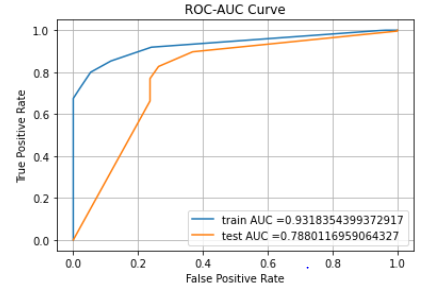 ROC-AUC Curve
True Positive Rate
1.0
0.8
0.6
0.4
0.2
0.0
train AUC =0.9318354399372917
test AUC =0.7880116959064327
0.0 0.2 0.4 0.6 0.8 1.0
False Positive Rate